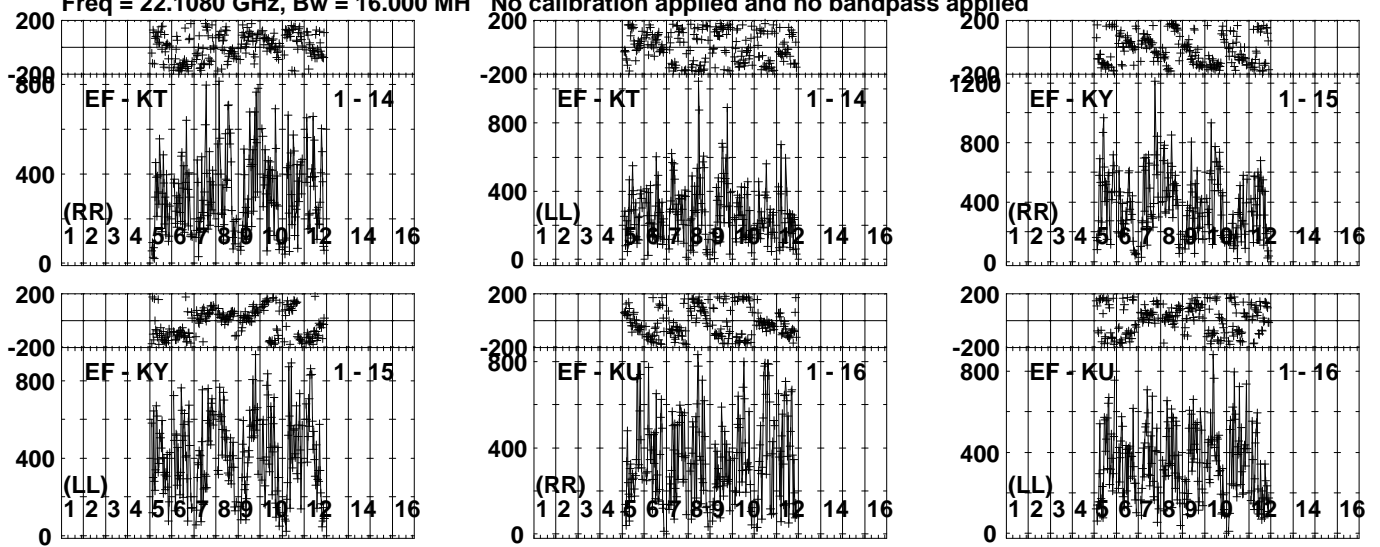 Freq = 22.1080 GHz, Bw = 16.000 MH No calibration applied and no bandpass applied
200
-200
800
400
0
EF - KT 1 - 14
(RR)
1 2 3 4 5 6 7 8 9 10 12 14 16
200
-200
800
400
0
EF - KT 1 - 14
(LL)
1 2 3 4 5 6 7 8 9 10 12 14 16
200
-200
1200
800
400
0
EF - KY 1 - 15
(RR)
1 2 3 4 5 6 7 8 9 10 12 14 16
200
-200
800
400
0
EF - KY 1 - 15
(LL)
1 2 3 4 5 6 7 8 9 10 12 14 16
200
-200
800
400
0
EF - KU 1 - 16
(RR)
1 2 3 4 5 6 7 8 9 10 12 14 16
200
-200
800
400
0
EF - KU 1 - 16
(LL)
1 2 3 4 5 6 7 8 9 10 12 14 16